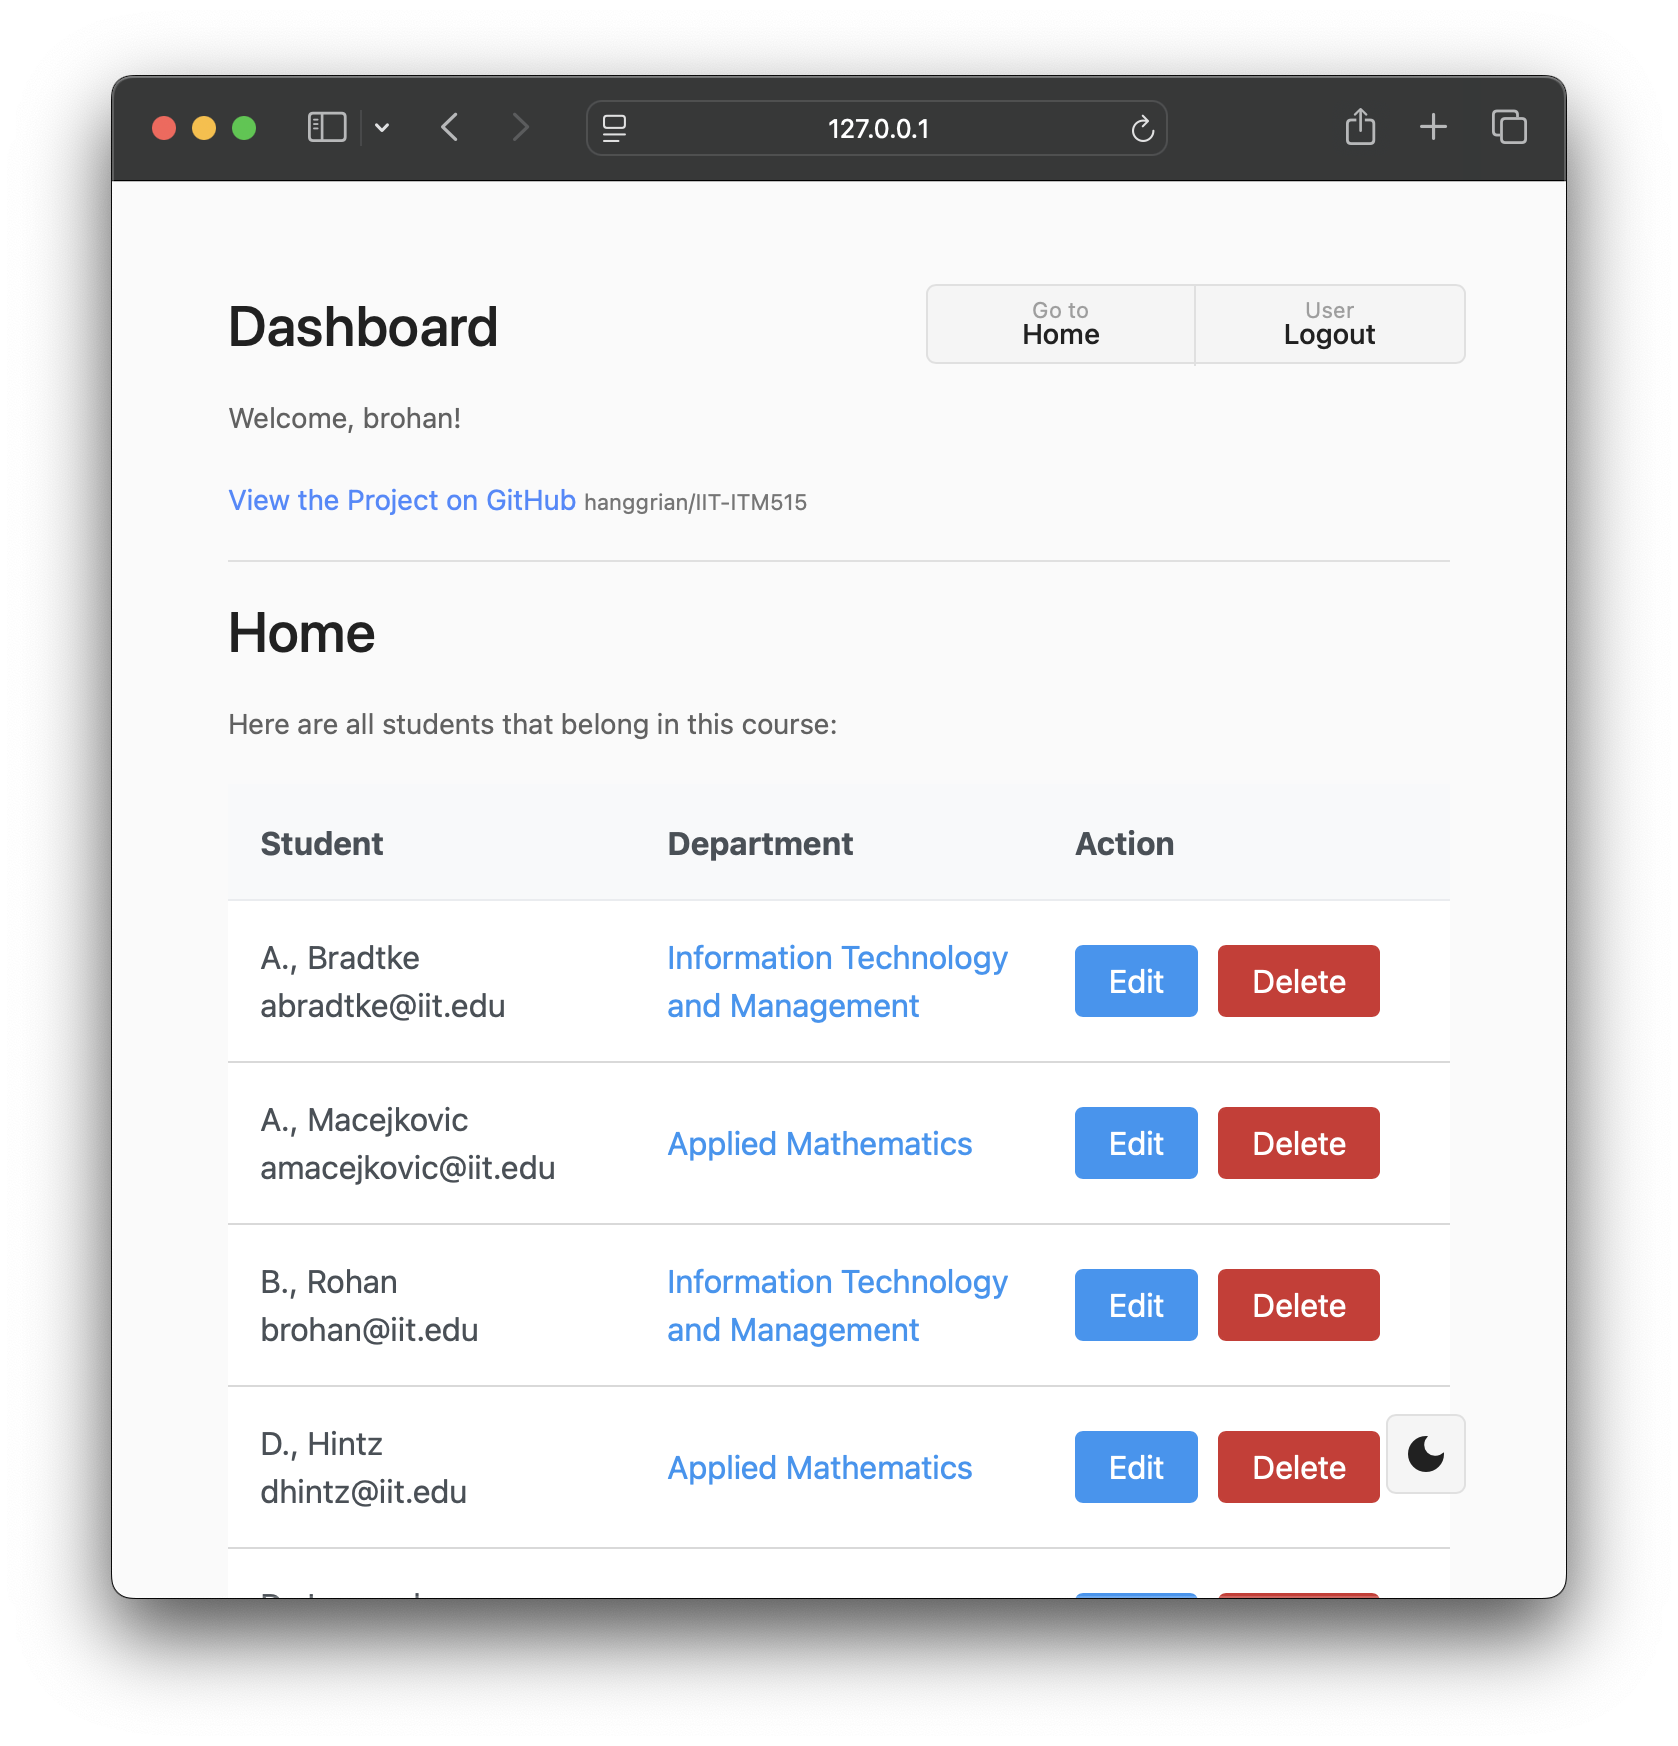 127.0.0.1
Dashboard
Go to
Home
User
Logout
Welcome, brohan!
View the Project on GitHub hanggrian/IIT-ITM515
Home
Here are all students that belong in this course:
Student Department Action
A., Bradtke
abradtke@iit.edu
Information Technology
and Management
Edit Delete
A., Macejkovic
amacejkovic@iit.edu
Applied Mathematics
Edit Delete
B., Rohan
brohan@iit.edu
Information Technology
and Management
Edit Delete
D., Hintz
dhintz@iit.edu
Applied Mathematics
Edit Delete